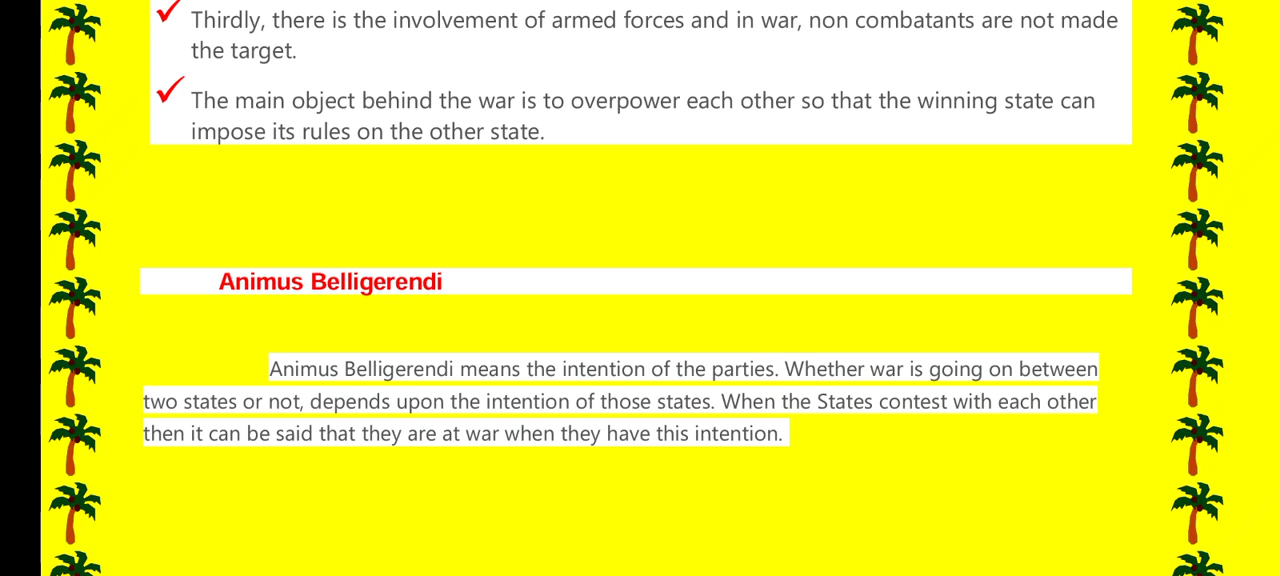 Thirdly, there is the involvement of armed forces and in war, non combatants are not made
the target.
The main object behind the war is to overpower each other so that the winning state can
impose its rules on the other state.
Animus Belligerendi
Animus Belligerendi means the intention of the parties. Whether war is going on between
two states or not, depends upon the intention of those states. When the States contest with each other
then it can be said that they are at war when they have this intention.